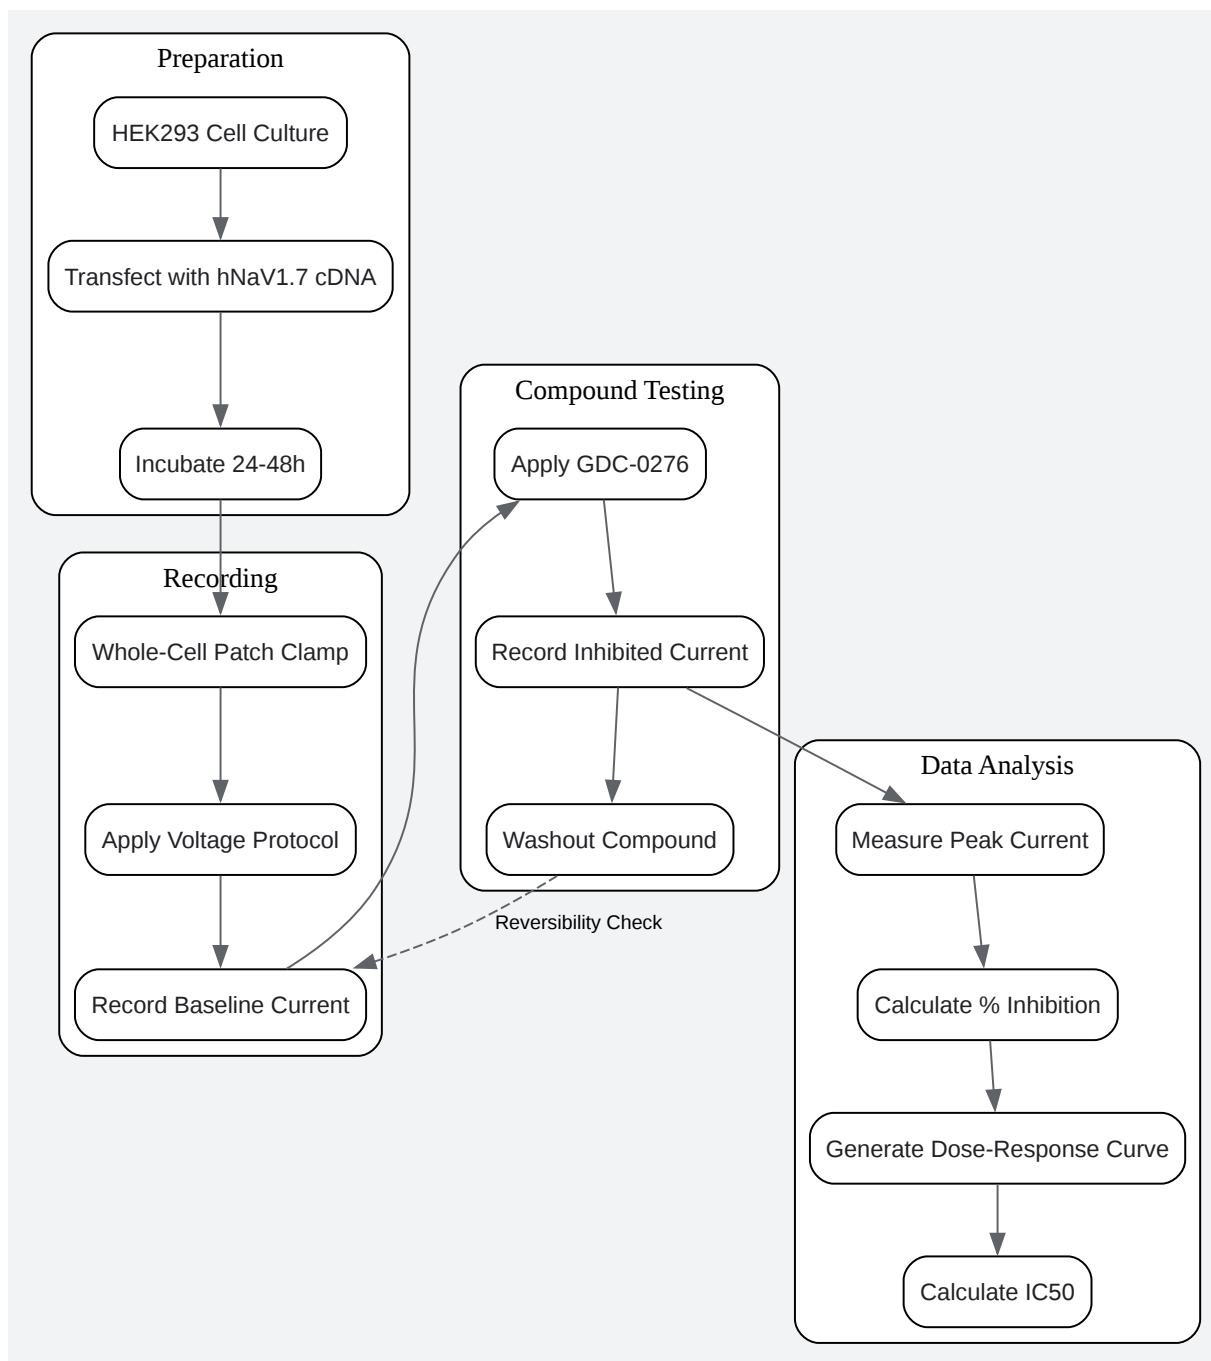 Preparation
HEK293 Cell Culture
Transfect with hNaV1.7 cDNA
Incubate 24-48h
Recording
Whole-Cell Patch Clamp
Apply Voltage Protocol
Record Baseline Current
Compound Testing
Apply GDC-0276
Record Inhibited Current
Washout Compound
Reversibility Check
Data Analysis
Measure Peak Current
Calculate % Inhibition
Generate Dose-Response Curve
Calculate IC50